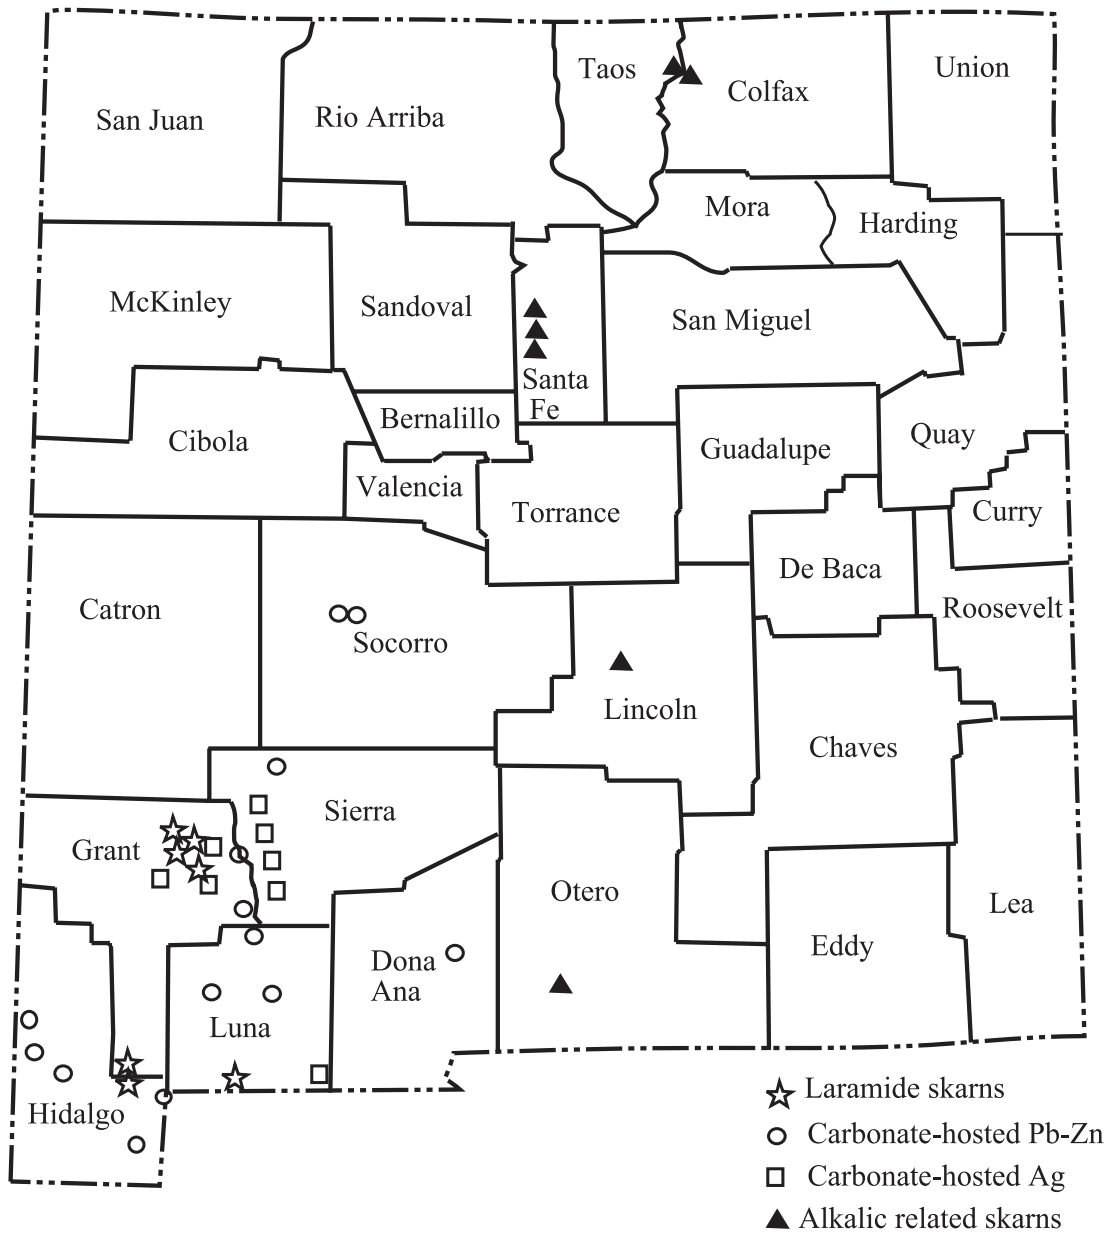 Taos
Union
Colfax
San Juan
Rio Arriba
Mora
Harding
McKinley
Sandoval
San Miguel
Santa
Fe
Bernalillo
Cibola
Guadalupe
Quay
Valencia
Torrance
Curry
De Baca
Catron
Roosevelt
Socorro
Lincoln
Chaves
Sierra
Grant
Otero
Lea
Eddy
Dona
Ana
Luna
Hidalgo
Laramide skarns
Carbonate-hosted Pb-Zn
Carbonate-hosted Ag
Alkalic related skarns